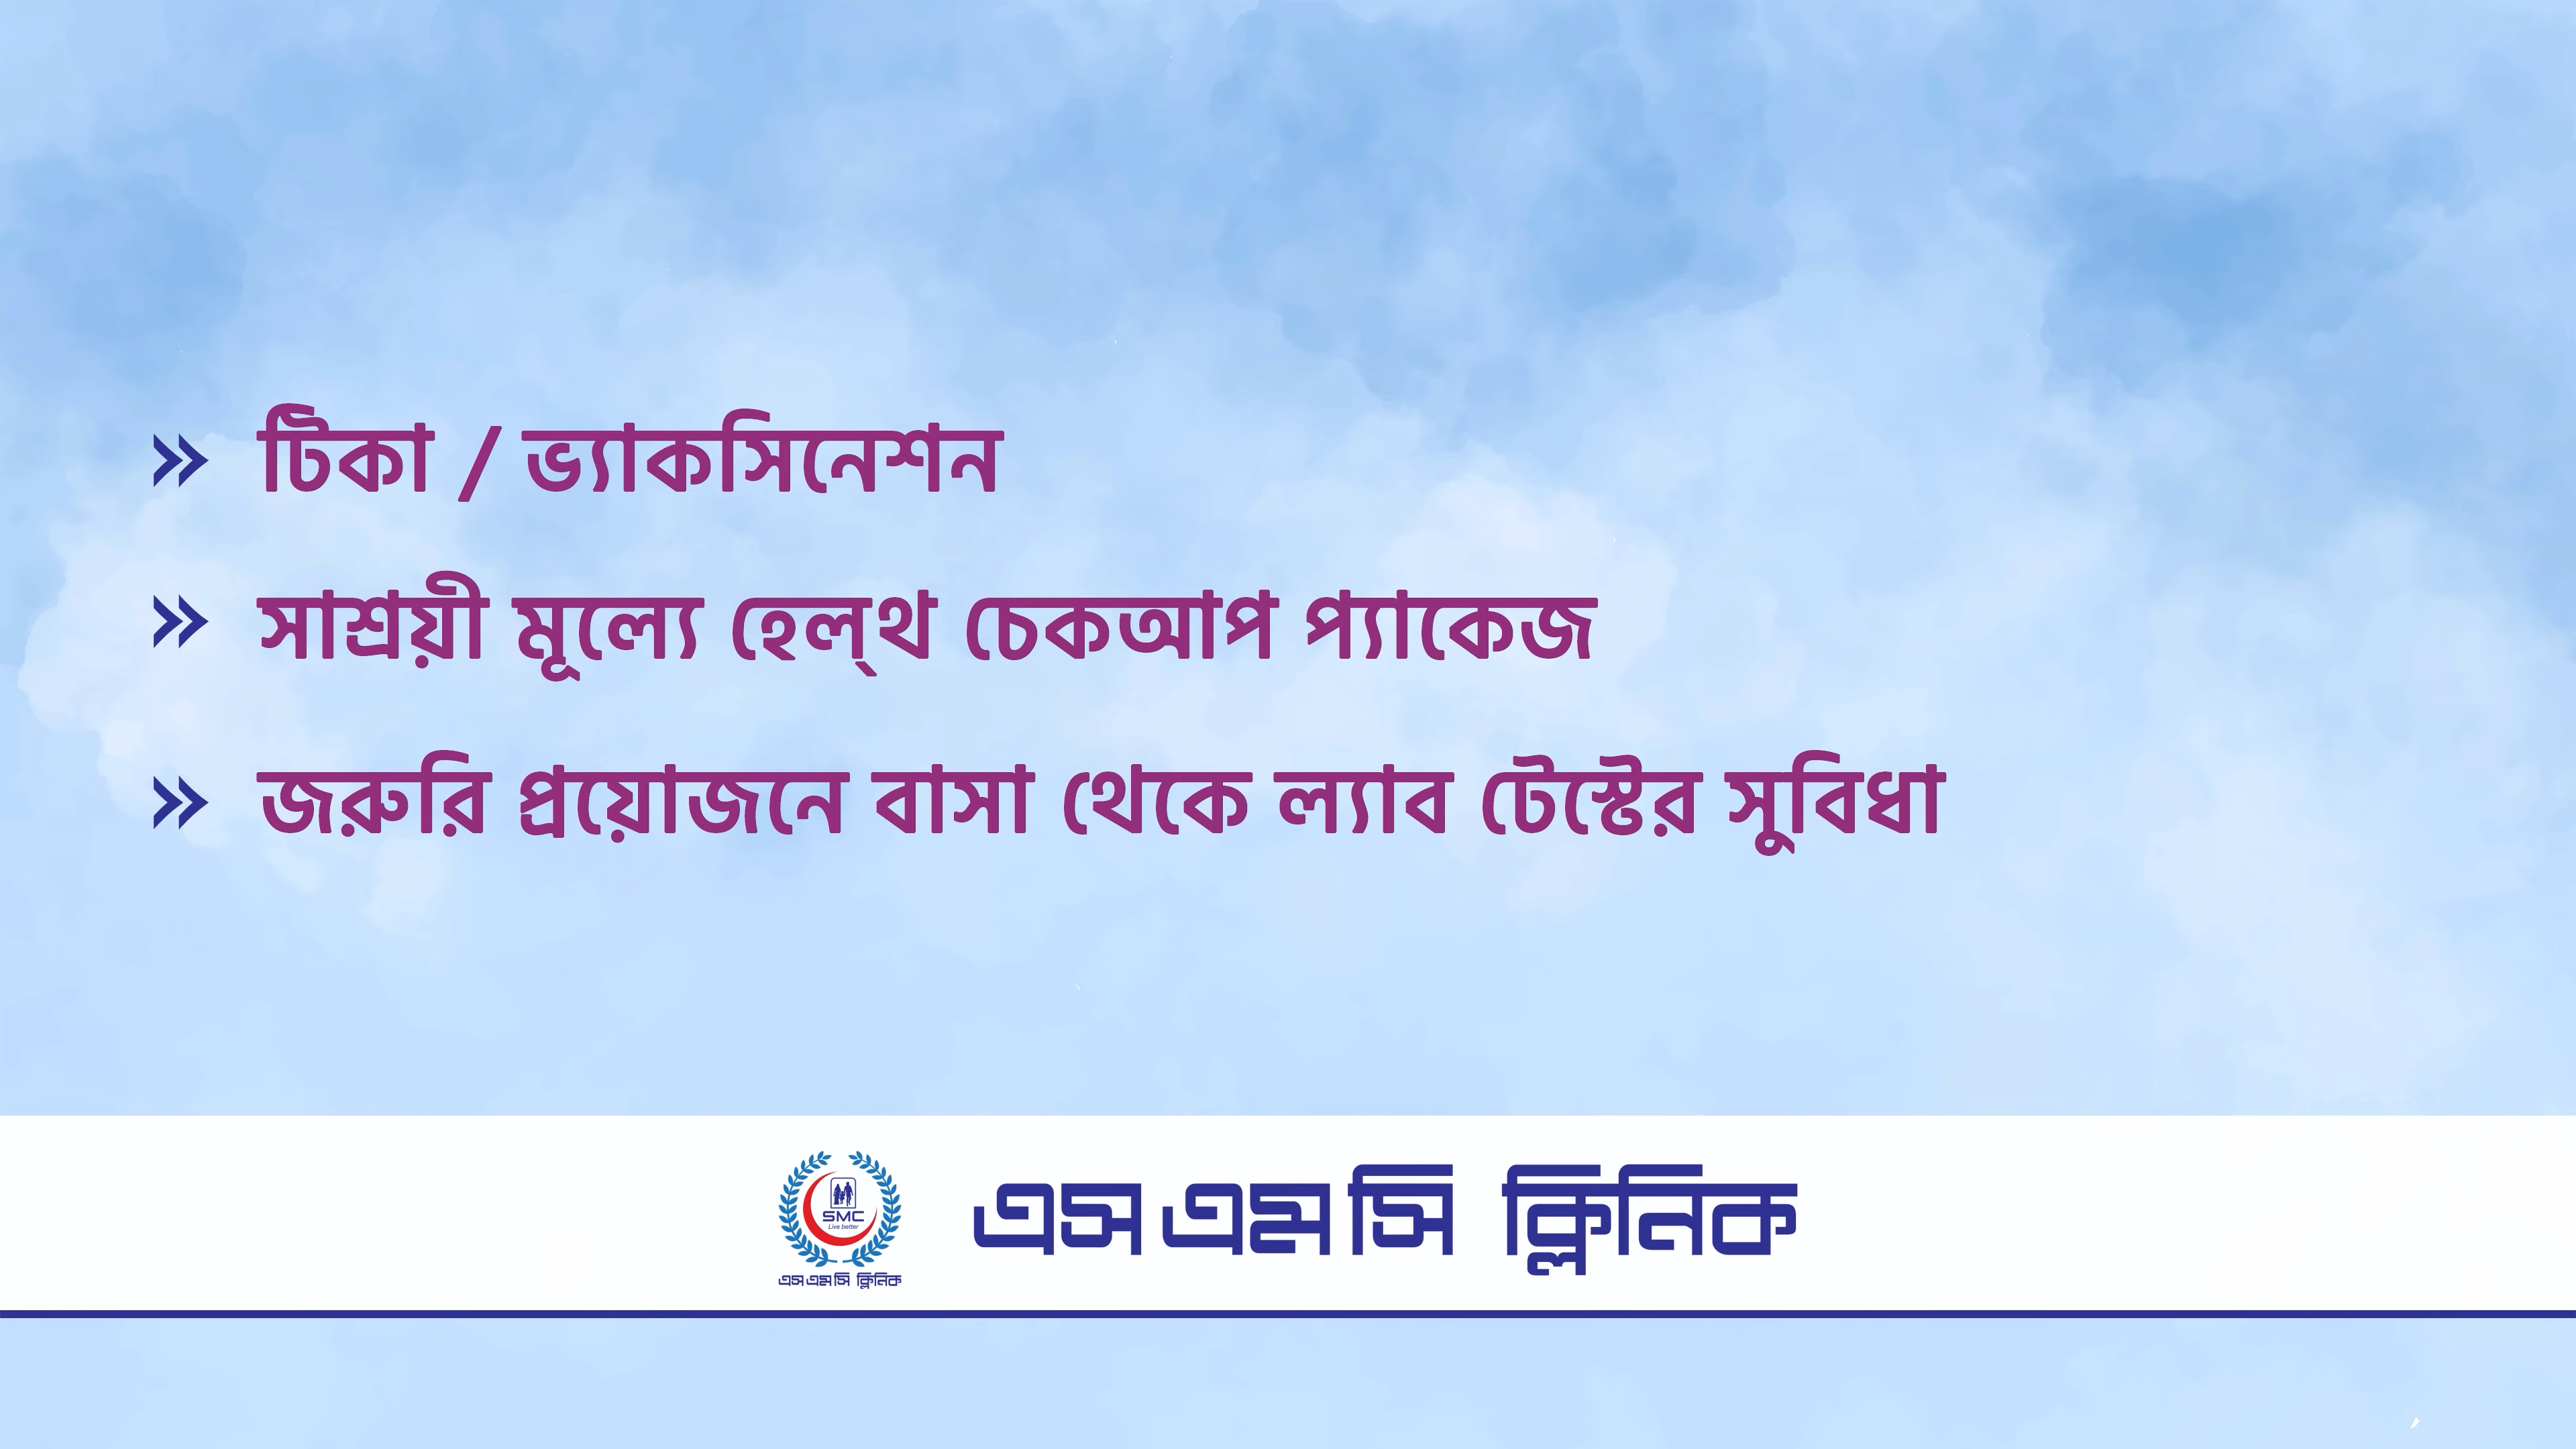 » টিকা / ভ্যাকসিনেশন
» সাশ্রয়ী মূল্যে হেল্‌থ চেকআপ প্যাকেজ
» জরুরি প্রয়োজনে বাসা থেকে ল্যাব টেস্টের সুবিধা
SMC
Live better
এসএমসি ক্লিনিক
এসএমসি ক্লিনিক